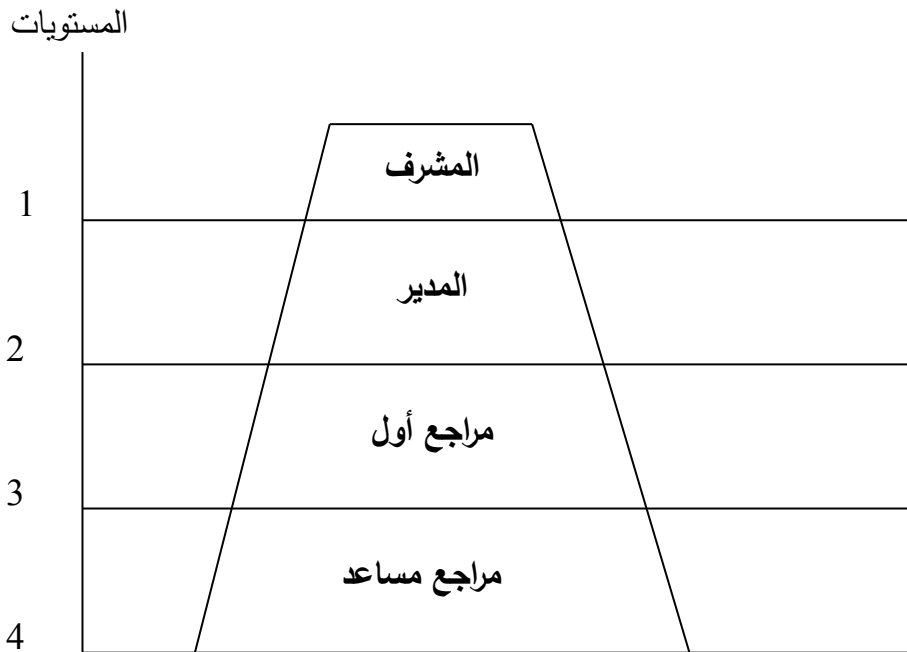 المستويات
المشرف
1
المدير
2
مراجع أول
3
مراجع مساعد
4